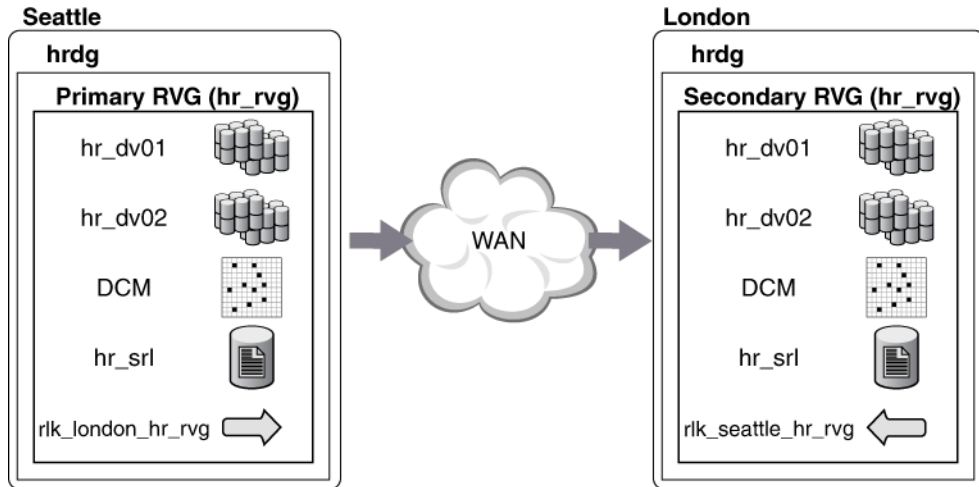 Seattle
hrdg
Primary RVG (hr_rvg)
hr_dv01
hr_dv02
DCM
hr_srl
rlk_london_hr_rvg
WAN
London
hrdg
Secondary RVG (hr_rvg)
hr_dv01
hr_dv02
DCM
hr_srl
rlk_seattle_hr_rvg